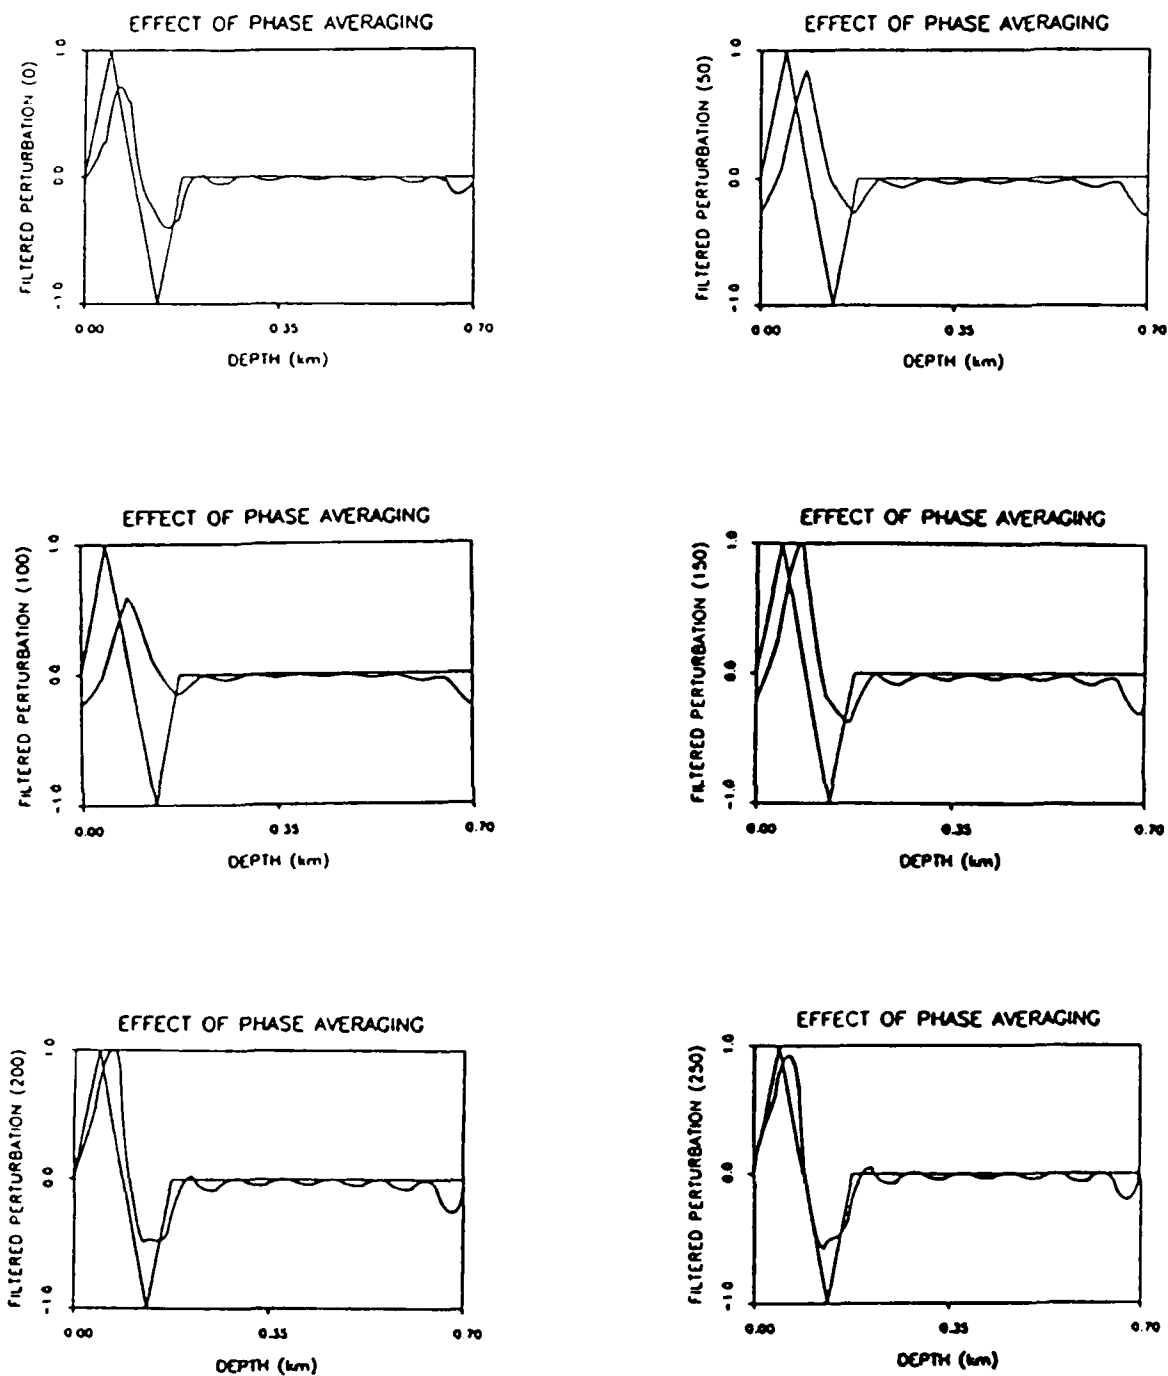 EFFECT OF PHASE AVERAGING
FILTERED PERTURBATION (0)
1.0
0.0
-1.0
0.00
0.35
0.70
DEPTH (km)
EFFECT OF PHASE AVERAGING
FILTERED PERTURBATION (50)
1.0
0.0
-1.0
0.00
0.35
0.70
DEPTH (km)
EFFECT OF PHASE AVERAGING
FILTERED PERTURBATION (100)
1.0
0.0
-1.0
0.00
0.35
0.70
DEPTH (km)
EFFECT OF PHASE AVERAGING
FILTERED PERTURBATION (150)
1.0
0.0
-1.0
0.00
0.35
0.70
DEPTH (km)
EFFECT OF PHASE AVERAGING
FILTERED PERTURBATION (200)
1.0
0.0
-1.0
0.00
0.35
0.70
DEPTH (km)
EFFECT OF PHASE AVERAGING
FILTERED PERTURBATION (250)
1.0
0.0
-1.0
0.00
0.35
0.70
DEPTH (km)